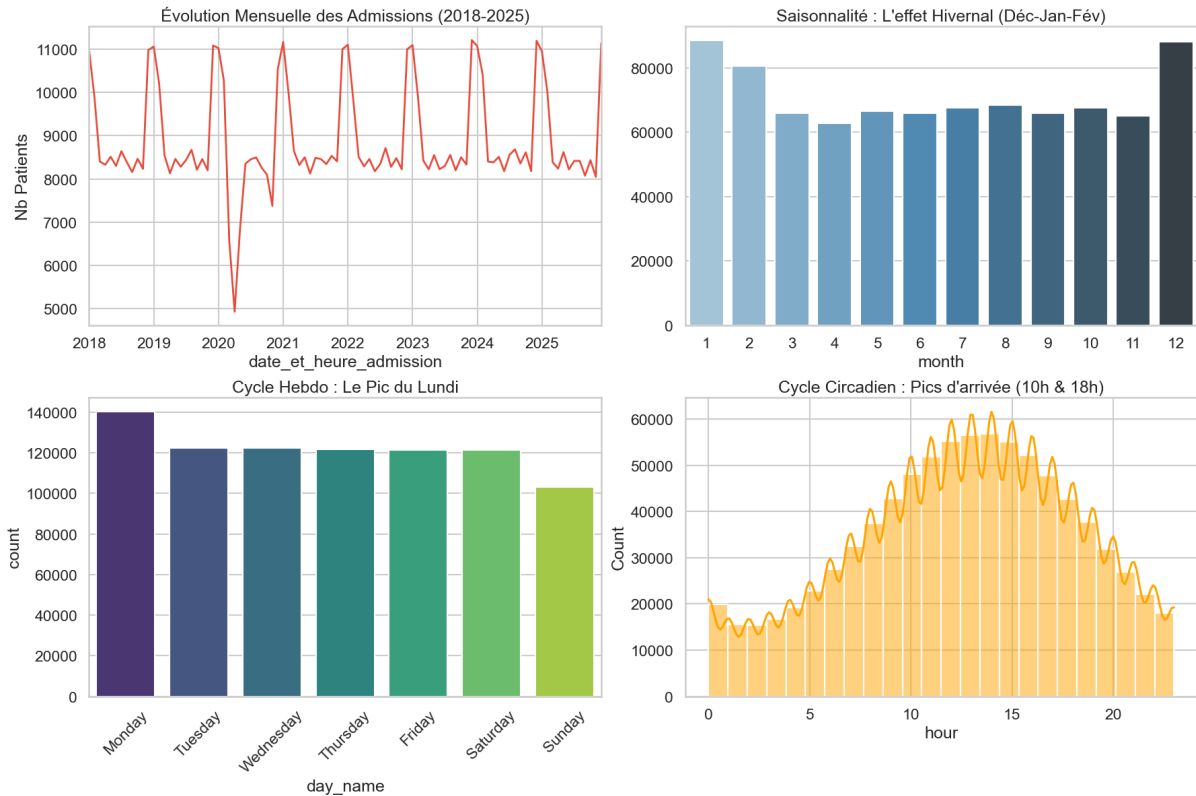 Évolution Mensuelle des Admissions (2018-2025)
Nb Patients
11000
10000
9000
8000
7000
6000
5000
2018 2019 2020 2021 2022 2023 2024 2025
date_et_heure_admission
Saisonnalité : L'effet Hivernal (Déc-Jan-Fév)
80000
60000
40000
20000
0
1 2 3 4 5 6 7 8 9 10 11 12
month
Cycle Hebdo : Le Pic du Lundi
count
140000
120000
100000
80000
60000
40000
20000
0
Monday Tuesday Wednesday Thursday Friday Saturday Sunday
day_name
Cycle Circadien : Pics d'arrivée (10h & 18h)
Count
60000
50000
40000
30000
20000
10000
0
0 5 10 15 20
hour